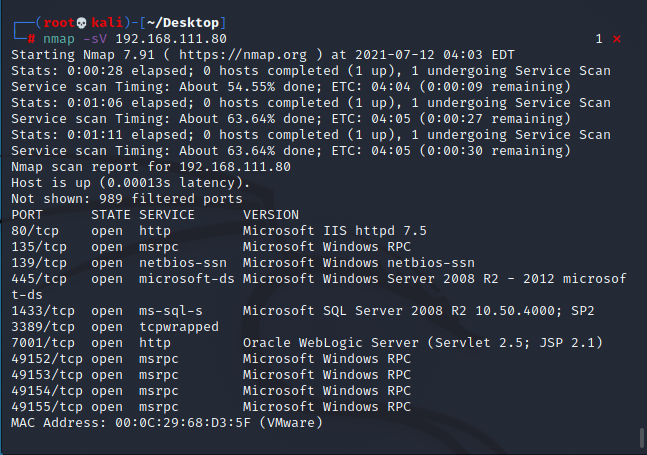 ┌──(root💀kali)-[~/Desktop]
└─# nmap -sV 192.168.111.80 1 ⨯
Starting Nmap 7.91 ( https://nmap.org ) at 2021-07-12 04:03 EDT
Stats: 0:00:28 elapsed; 0 hosts completed (1 up), 1 undergoing Service Scan
Service scan Timing: About 54.55% done; ETC: 04:04 (0:00:09 remaining)
Stats: 0:01:06 elapsed; 0 hosts completed (1 up), 1 undergoing Service Scan
Service scan Timing: About 63.64% done; ETC: 04:05 (0:00:27 remaining)
Stats: 0:01:11 elapsed; 0 hosts completed (1 up), 1 undergoing Service Scan
Service scan Timing: About 63.64% done; ETC: 04:05 (0:00:30 remaining)
Nmap scan report for 192.168.111.80
Host is up (0.00013s latency).
Not shown: 989 filtered ports
PORT      STATE SERVICE      VERSION
80/tcp    open  http         Microsoft IIS httpd 7.5
135/tcp   open  msrpc        Microsoft Windows RPC
139/tcp   open  netbios-ssn  Microsoft Windows netbios-ssn
445/tcp   open  microsoft-ds Microsoft Windows Server 2008 R2 - 2012 microsof
t-ds
1433/tcp  open  ms-sql-s     Microsoft SQL Server 2008 R2 10.50.4000; SP2
3389/tcp  open  tcpwrapped
7001/tcp  open  http         Oracle WebLogic Server (Servlet 2.5; JSP 2.1)
49152/tcp open  msrpc        Microsoft Windows RPC
49153/tcp open  msrpc        Microsoft Windows RPC
49154/tcp open  msrpc        Microsoft Windows RPC
49155/tcp open  msrpc        Microsoft Windows RPC
MAC Address: 00:0C:29:68:D3:5F (VMware)